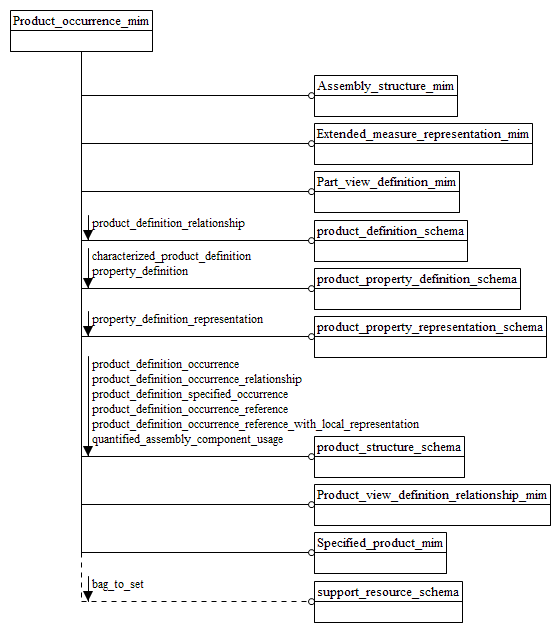 Product_occurrence_mim
Assembly_structure_mim
Extended_measure_representation_mim
Part_view_definition_mim
product_definition_relationship
product_definition_schema
characterized_product_definition
property_definition
product_property_definition_schema
property_definition_representation
product_property_representation_schema
product_definition_occurrence
product_definition_occurrence_relationship
product_definition_specified_occurrence
product_definition_occurrence_reference
product_definition_occurrence_reference_with_local_representation
quantified_assembly_component_usage
product_structure_schema
Product_view_definition_relationship_mim
Specified_product_mim
bag_to_set
support_resource_schema